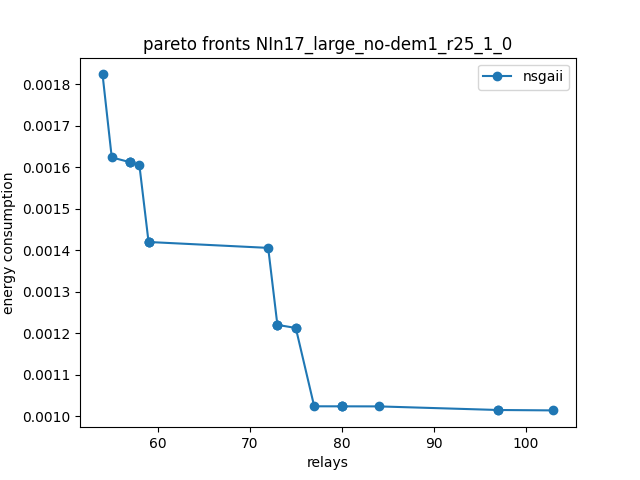 pareto fronts NIn17_large_no-dem1_r25_1_0
nsgaii
energy consumption
0.0018
0.0017
0.0016
0.0015
0.0014
0.0013
0.0012
0.0011
0.0010
60 70 80 90 100
relays